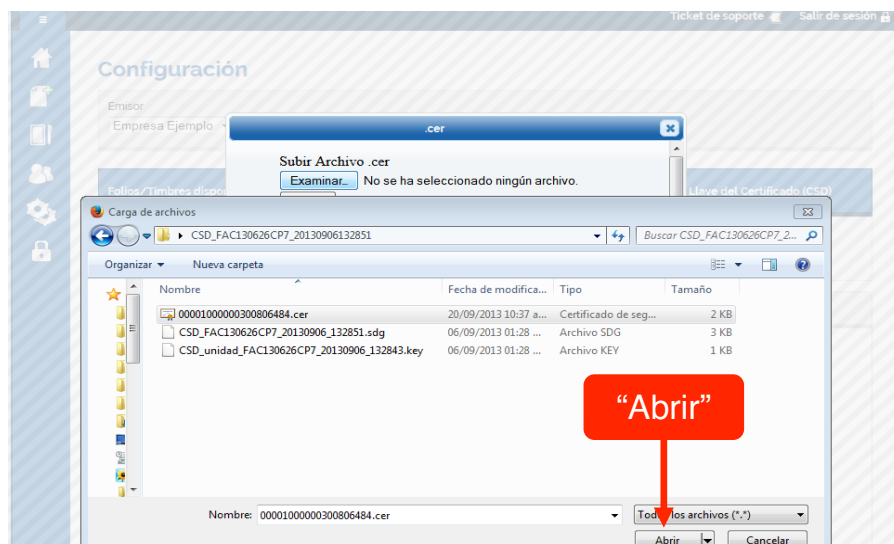 Ticket de soporte Salir de sesión
Configuración
Emisor
Empresa Ejemplo
.cer
Subir Archivo .cer
Examinar... No se ha seleccionado ningún archivo.
Folios/Timbres dispo Llave del Certificado (CSD)
Carga de archivos
CSD_FAC130626CP7_20130906132851 Buscar CSD_FAC130626CP7_2...
Organizar Nueva carpeta
Nombre Fecha de modifica... Tipo Tamaño
00001000000300806484.cer 20/09/2013 10:37 a... Certificado de seg... 2 KB
CSD_FAC130626CP7_20130906_132851.sdg 06/09/2013 01:28 ... Archivo SDG 3 KB
CSD_unidad_FAC130626CP7_20130906_132843.key 06/09/2013 01:28 ... Archivo KEY 1 KB
“Abrir”
Nombre: 00001000000300806484.cer Todos los archivos (*.*)
Abrir Cancelar